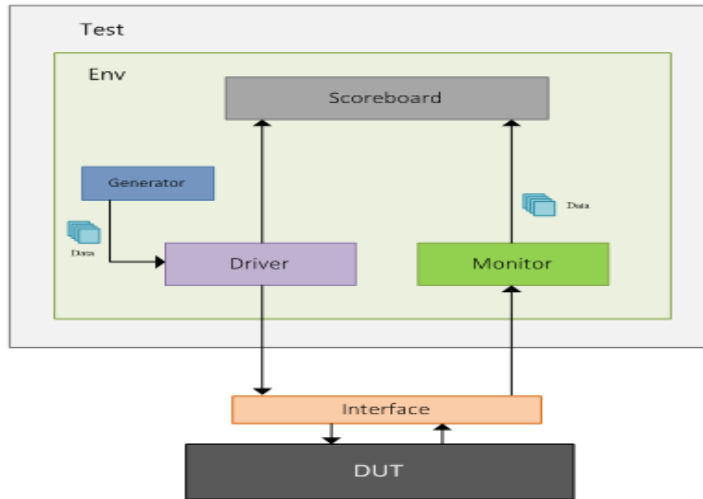 Test
Env
Scoreboard
Generator
Data
Data
Driver
Monitor
Interface
DUT